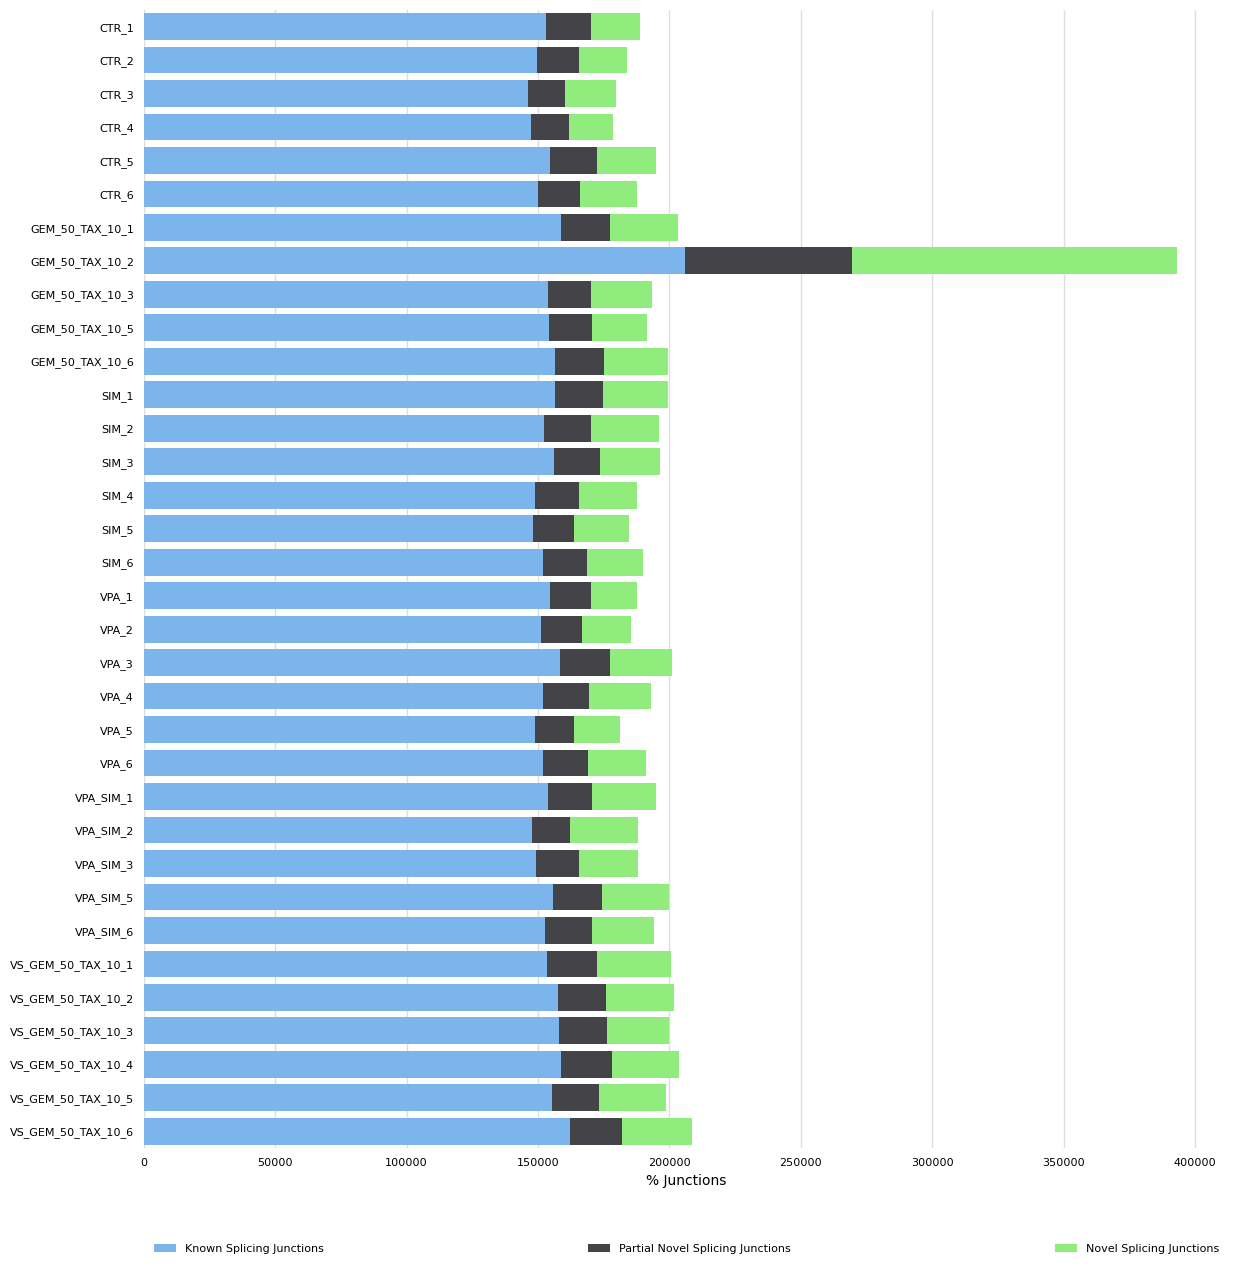 CTR_1
CTR_2
CTR_3
CTR_4
CTR_5
CTR_6
GEM_50_TAX_10_1
GEM_50_TAX_10_2
GEM_50_TAX_10_3
GEM_50_TAX_10_5
GEM_50_TAX_10_6
SIM_1
SIM_2
SIM_3
SIM_4
SIM_5
SIM_6
VPA_1
VPA_2
VPA_3
VPA_4
VPA_5
VPA_6
VPA_SIM_1
VPA_SIM_2
VPA_SIM_3
VPA_SIM_5
VPA_SIM_6
VS_GEM_50_TAX_10_1
VS_GEM_50_TAX_10_2
VS_GEM_50_TAX_10_3
VS_GEM_50_TAX_10_4
VS_GEM_50_TAX_10_5
VS_GEM_50_TAX_10_6
0 50000 100000 150000 200000 250000 300000 350000 400000
% Junctions
Known Splicing Junctions Partial Novel Splicing Junctions Novel Splicing Junctions